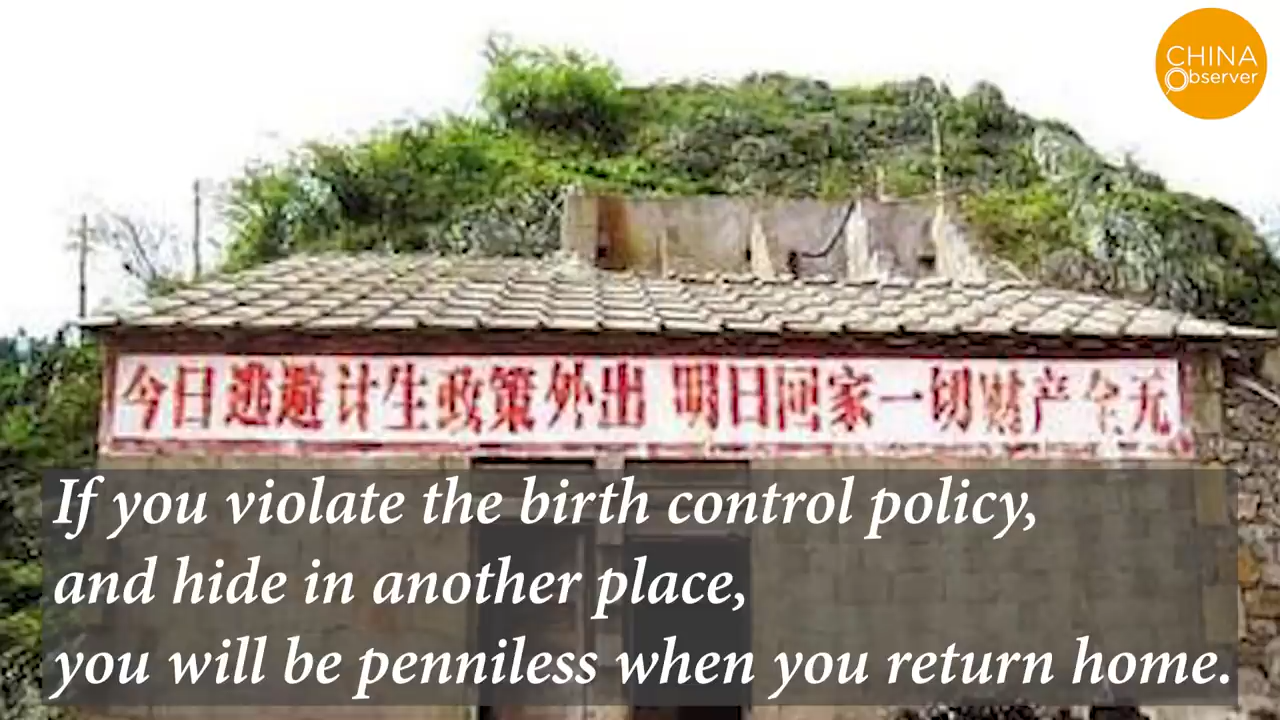 CHINA
Observer
今日逃避计生政策外出 明日回家一切财产全无
If you violate the birth control policy,
and hide in another place,
you will be penniless when you return home.